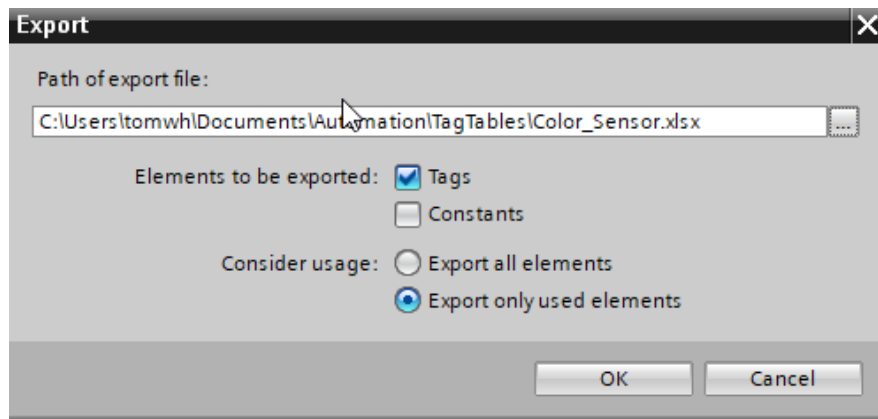 Export
Path of export file:
C:\Users\tomwh\Documents\Automation\TagTables\Color_Sensor.xlsx
...
Elements to be exported: Tags
Constants
Consider usage: Export all elements
Export only used elements
OK Cancel